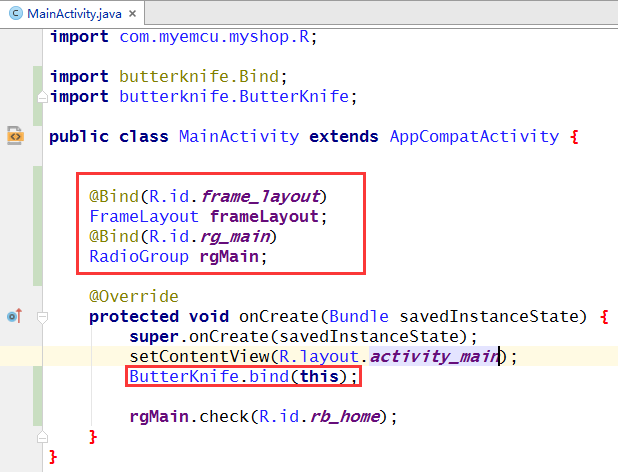 MainActivity.java
import com.myemcu.myshop.R;
import butterknife.Bind;
import butterknife.ButterKnife;
public class MainActivity extends AppCompatActivity {
@Bind(R.id.frame_layout)
FrameLayout frameLayout;
@Bind(R.id.rg_main)
RadioGroup rgMain;
@Override
protected void onCreate(Bundle savedInstanceState) {
super.onCreate(savedInstanceState);
setContentView(R.layout.activity_main);
ButterKnife.bind(this);
rgMain.check(R.id.rb_home);
}
}